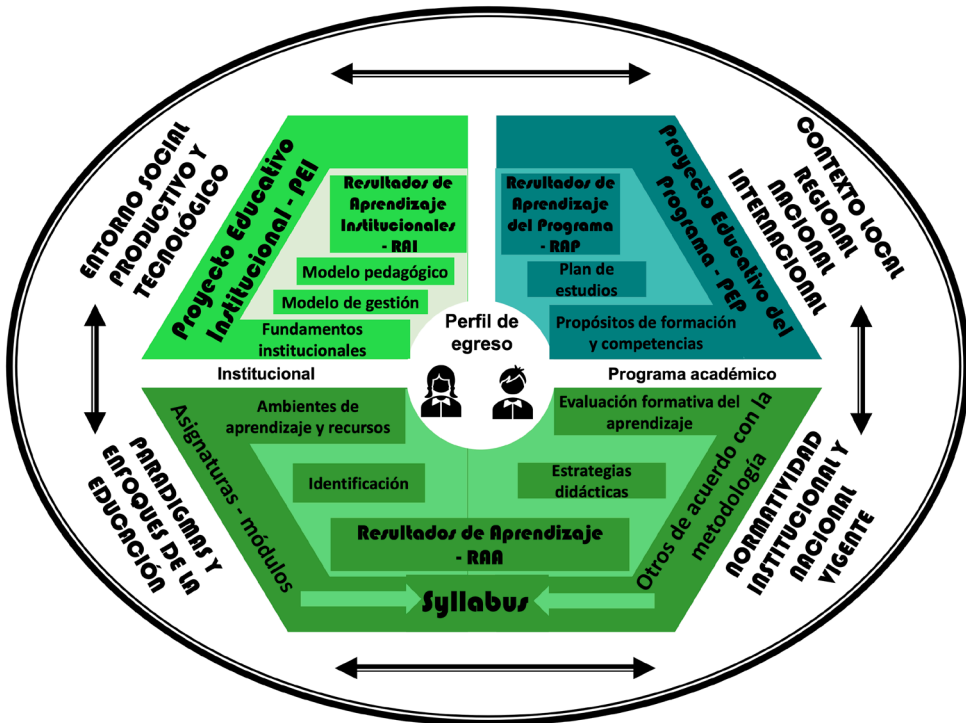 ENTORNO SOCIAL
PRODUCTIVO Y
TECNOLÓGICO
CONTEXTO LOCAL
REGIONAL
NACIONAL
INTERNACIONAL
Proyecto Educativo
Institucional - PEI
Resultados de
Aprendizaje
Institucionales
- RAI
Modelo pedagógico
Modelo de gestión
Fundamentos
institucionales
Proyecto Educativo del
Programa - PEP
Resultados de
Aprendizaje
del Programa
- RAP
Plan de
estudios
Propósitos de formación
y competencias
Perfil de
egreso
Institucional
Programa académico
Asignaturas - módulos
Ambientes de
aprendizaje y recursos
Identificación
Evaluación formativa del
aprendizaje
Estrategias
didácticas
Otros de acuerdo con la
metodología
Resultados de Aprendizaje
- RAA
Syllabus
PARADIGMAS Y
ENFOQUES DE LA
EDUCACIÓN
NORMATIVIDAD
INSTITUCIONAL Y
NACIONAL
VIGENTE